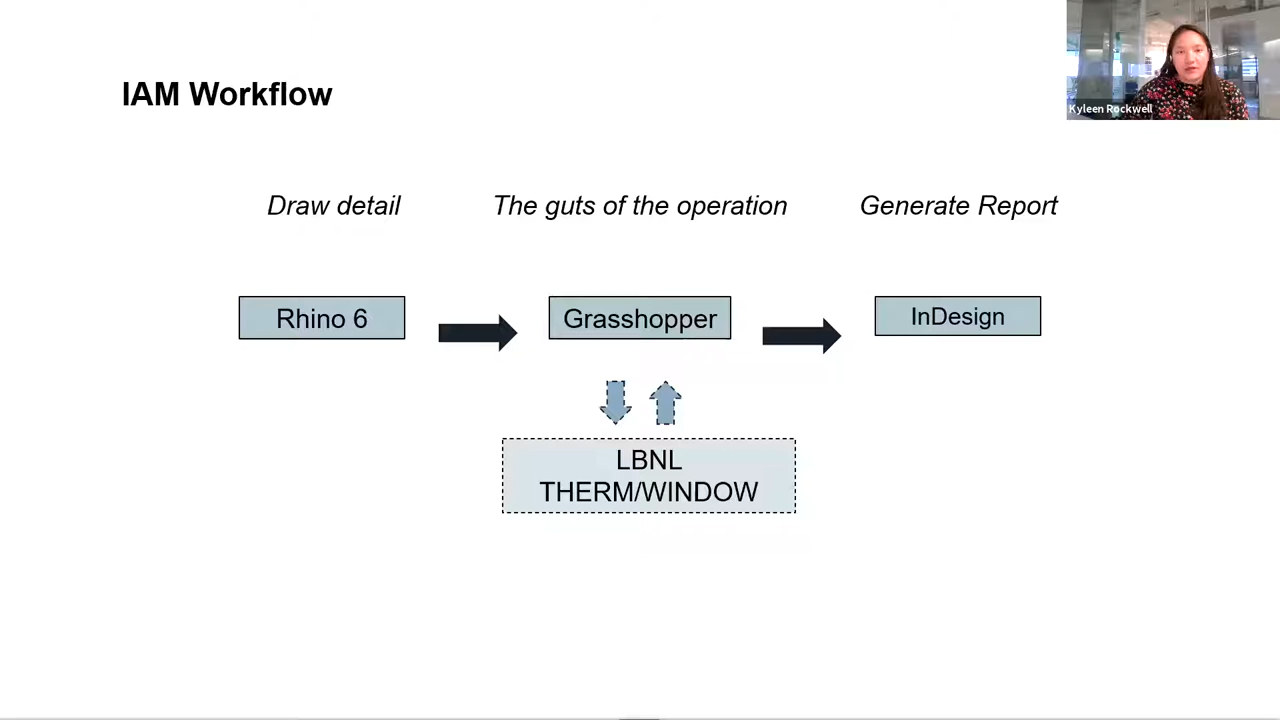 IAM Workflow
Kyleen Rockwell
Draw detail
The guts of the operation
Generate Report
Rhino 6
Grasshopper
InDesign
LBNL
THERM/WINDOW